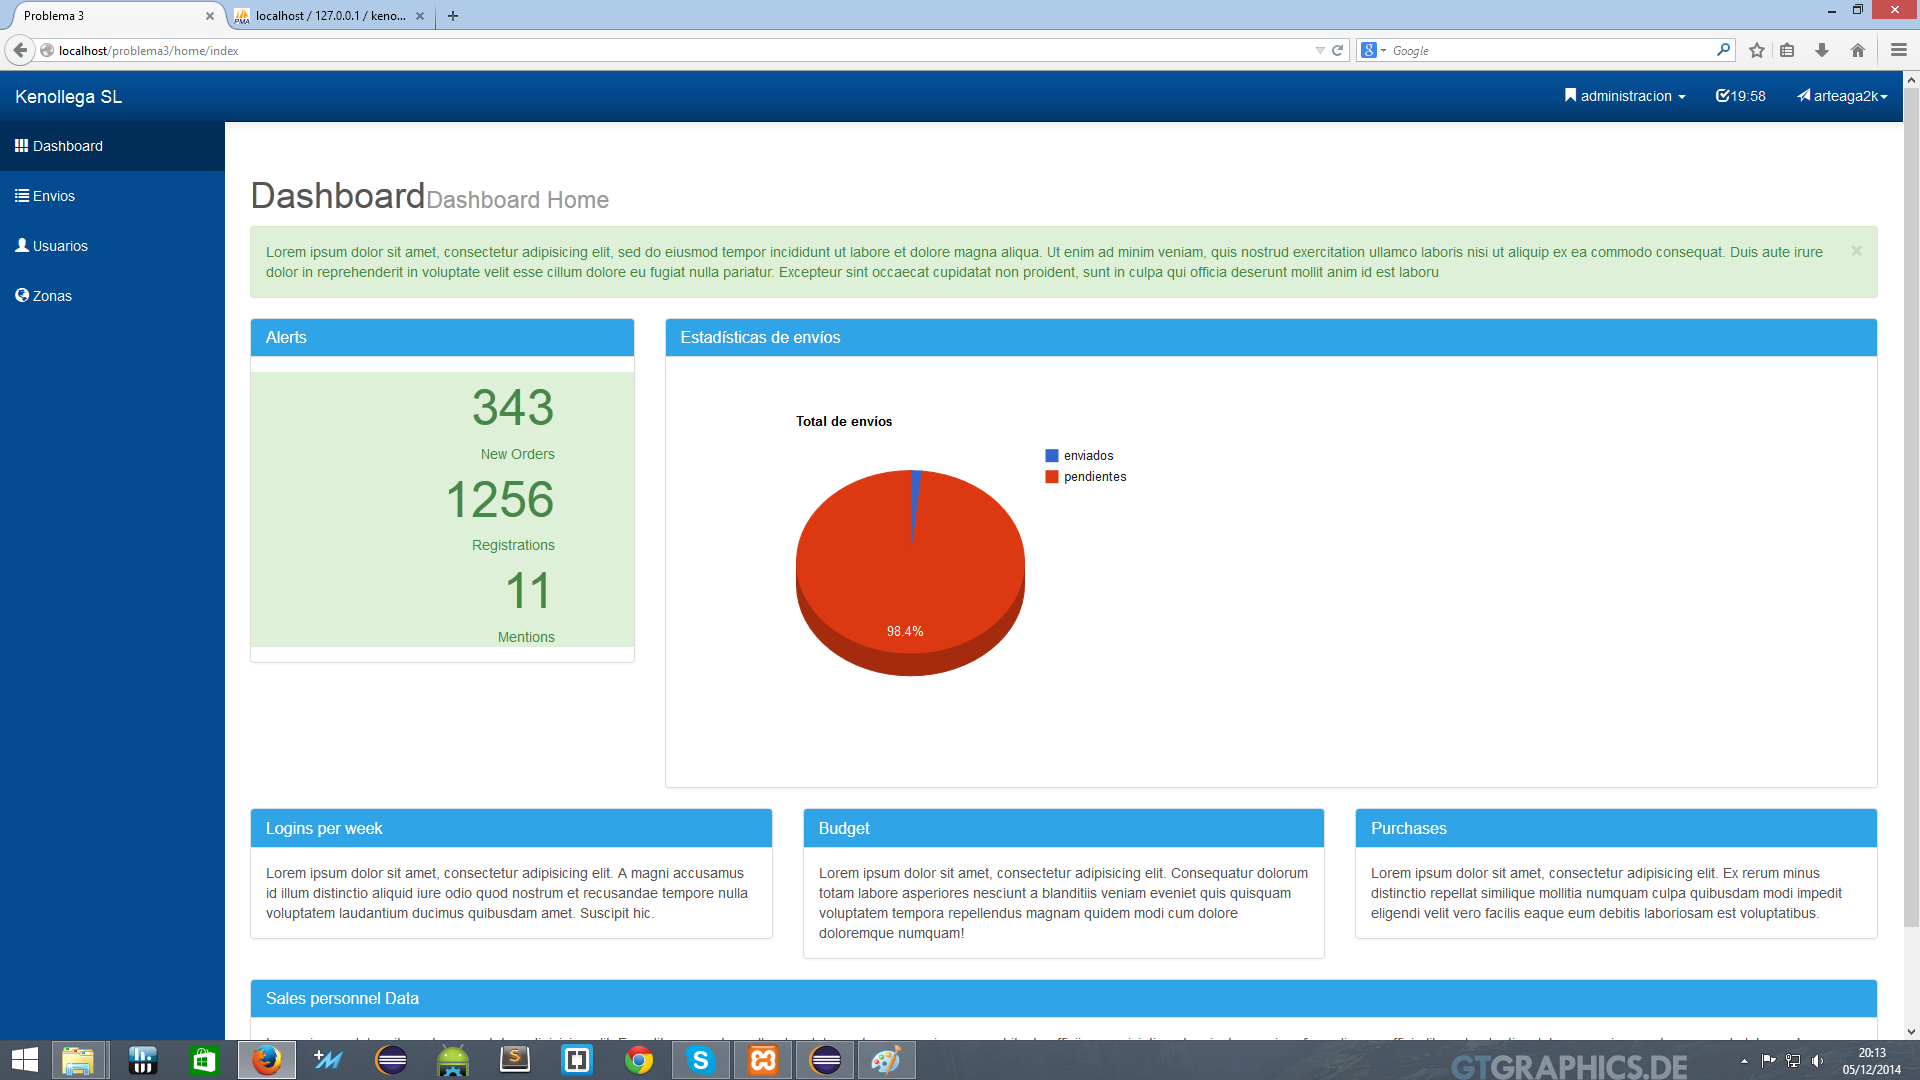 Problema 3
localhost / 127.0.0.1 / keno...
localhost/problema3/home/index
Google
Kenollega SL
administracion
19:58
arteaga2k
Dashboard
Envios
Usuarios
Zonas
Dashboard Dashboard Home
Lorem ipsum dolor sit amet, consectetur adipisicing elit, sed do eiusmod tempor incididunt ut labore et dolore magna aliqua. Ut enim ad minim veniam, quis nostrud exercitation ullamco laboris nisi ut aliquip ex ea commodo consequat. Duis aute irure
dolor in reprehenderit in voluptate velit esse cillum dolore eu fugiat nulla pariatur. Excepteur sint occaecat cupidatat non proident, sunt in culpa qui officia deserunt mollit anim id est laboru
Alerts
343
New Orders
1256
Registrations
11
Mentions
Estadísticas de envíos
Total de envíos
enviados
pendientes
98.4%
Logins per week
Lorem ipsum dolor sit amet, consectetur adipisicing elit. A magni accusamus
id illum distinctio aliquid iure odio quod nostrum et recusandae tempore nulla
voluptatem laudantium ducimus quibusdam amet. Suscipit hic.
Budget
Lorem ipsum dolor sit amet, consectetur adipisicing elit. Consequatur dolorum
totam labore asperiores nesciunt a blanditiis veniam eveniet quis quisquam
voluptatem tempora repellendus magnam quidem modi cum dolore
doloremque numquam!
Purchases
Lorem ipsum dolor sit amet, consectetur adipisicing elit. Ex rerum minus
distinctio repellat similique mollitia numquam culpa quibusdam modi impedit
eligendi velit vero facilis eaque eum debitis laboriosam est voluptatibus.
Sales personnel Data
GTGRAPHICS.DE
20:13
05/12/2014